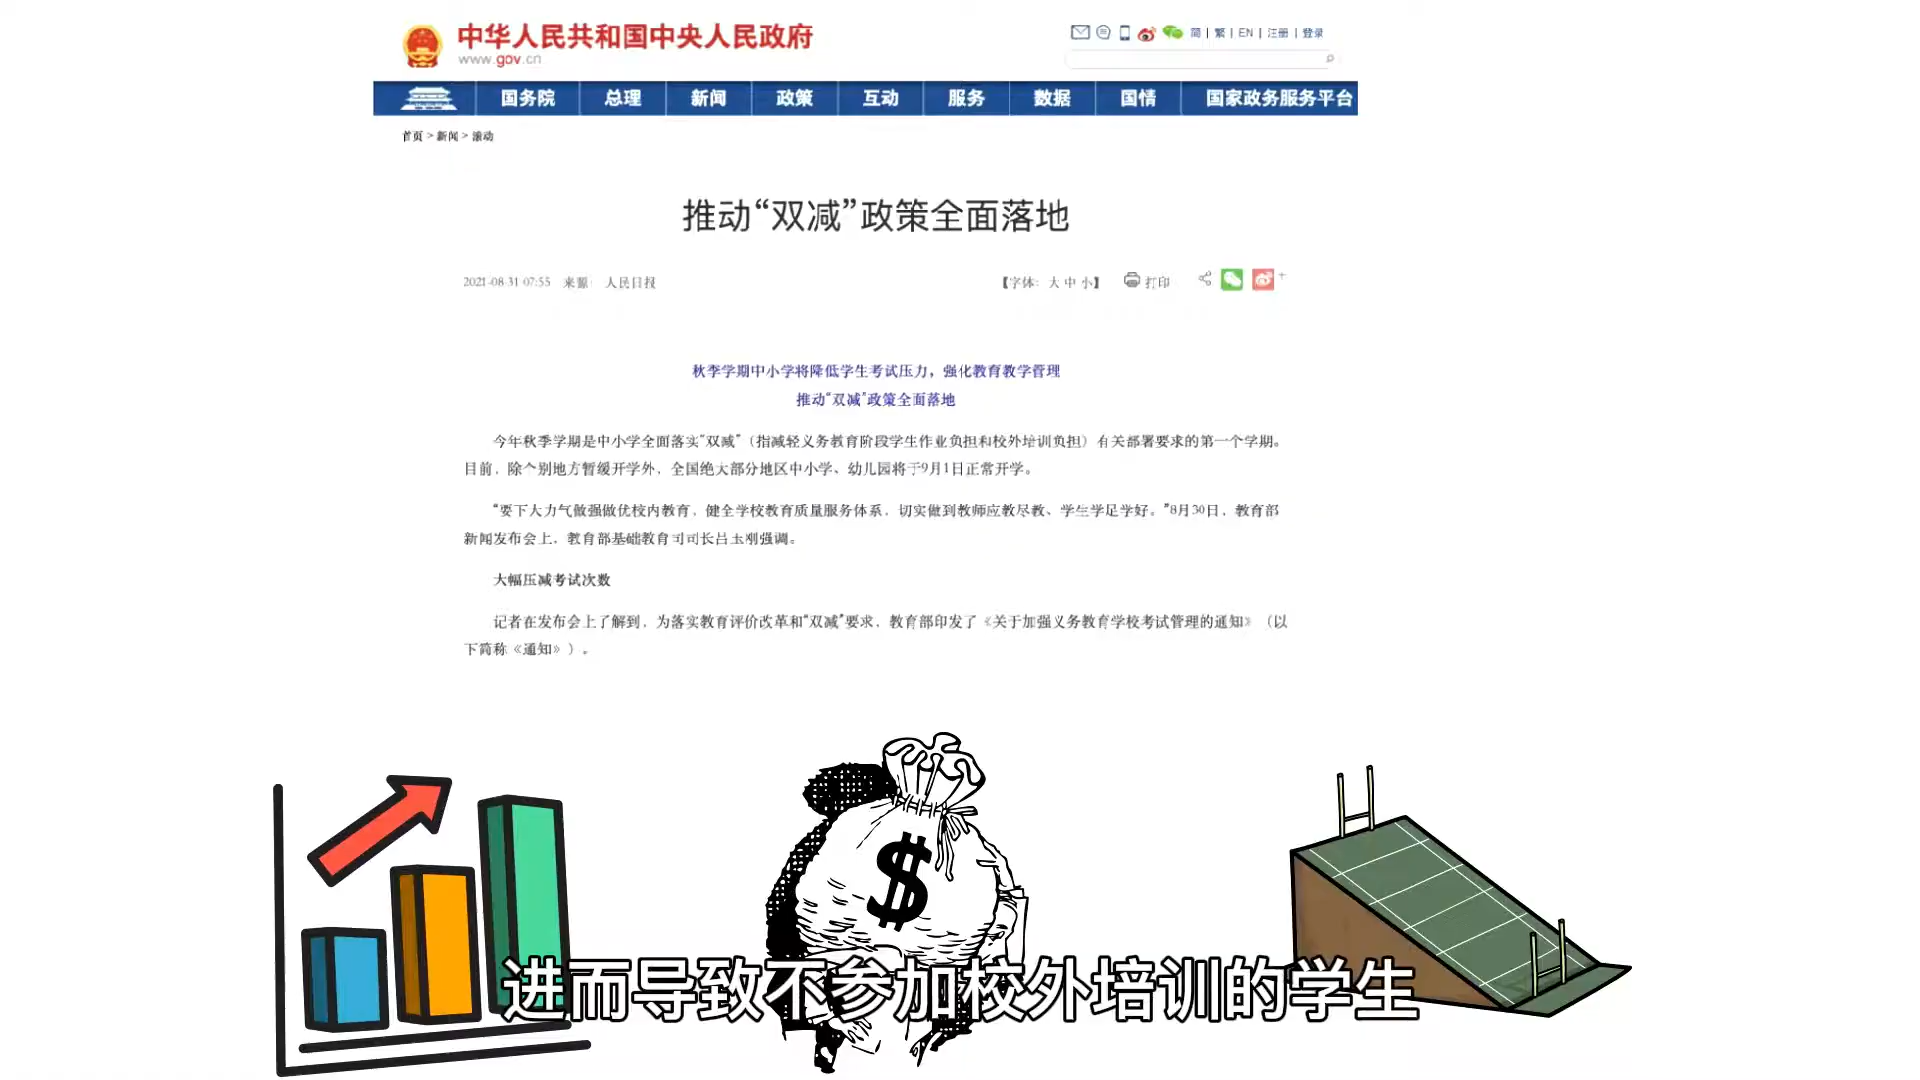 中华人民共和国中央人民政府
www.gov.cn
简 | 繁 | EN | 注册 | 登录
国务院 总理 新闻 政策 互动 服务 数据 国情 国家政务服务平台
首页 > 新闻 > 滚动
推动“双减”政策全面落地
2021-08-31 07:55 来源： 人民日报
【字体：大 中 小】 打印
秋季学期中小学将降低学生考试压力，强化教育教学管理
推动“双减”政策全面落地
今年秋季学期是中小学全面落实“双减”（指减轻义务教育阶段学生作业负担和校外培训负担）有关部署要求的第一个学期。
目前，除个别地方暂缓开学外，全国绝大部分地区中小学、幼儿园将于9月1日正常开学。
“要下大力气做强做优校内教育，健全学校教育质量服务体系，切实做到教师应教尽教、学生学足学好。”8月30日，教育部
新闻发布会上，教育部基础教育司司长吕玉刚强调。
大幅压减考试次数
记者在发布会上了解到，为落实教育评价改革和“双减”要求，教育部印发了《关于加强义务教育学校考试管理的通知》（以
下简称《通知》）。
$
进而导致不参加校外培训的学生